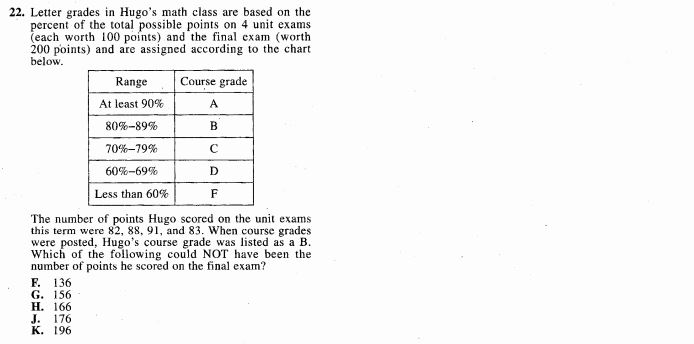 22. Letter grades in Hugo's math class are based on the
percent of the total possible points on 4 unit exams
(each worth 100 points) and the final exam (worth
200 points) and are assigned according to the chart
below.
Range Course grade
At least 90% A
80%–89% B
70%–79% C
60%–69% D
Less than 60% F
The number of points Hugo scored on the unit exams
this term were 82, 88, 91, and 83. When course grades
were posted, Hugo's course grade was listed as a B.
Which of the following could NOT have been the
number of points he scored on the final exam?
F. 136
G. 156
H. 166
J. 176
K. 196